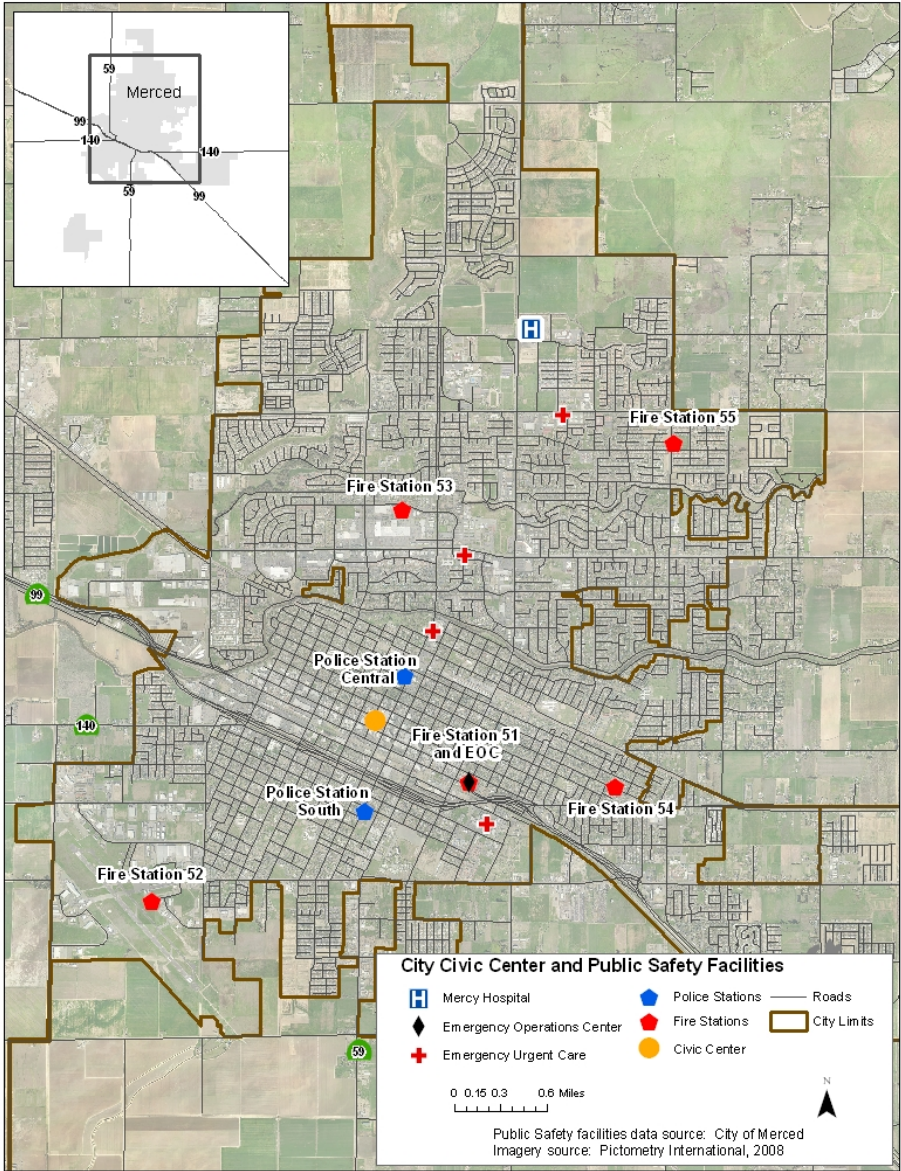 59
Merced
99
140
140
59
99
Fire Station 55
Fire Station 53
99
Police Station
Central
140
Fire Station 51
and EOC
Police Station
South
Fire Station 54
Fire Station 52
59
City Civic Center and Public Safety Facilities
H Mercy Hospital
Emergency Operations Center
Emergency Urgent Care
Police Stations
Fire Stations
Civic Center
Roads
City Limits
0 0.15 0.3 0.6 Miles
N
Public Safety facilities data source: City of Merced
Imagery source: Pictometry International, 2008
H